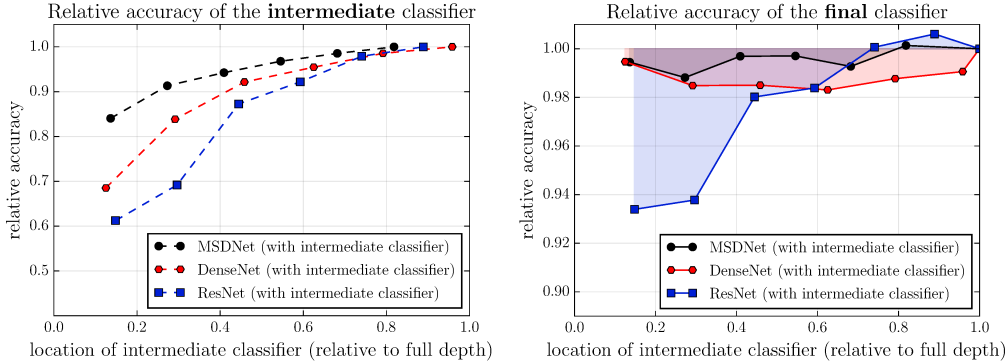 Relative accuracy of the intermediate classifier
relative accuracy
1.0
0.9
0.8
0.7
0.6
0.5
MSDNet (with intermediate classifier)
DenseNet (with intermediate classifier)
ResNet (with intermediate classifier)
0.0 0.2 0.4 0.6 0.8 1.0
location of intermediate classifier (relative to full depth)
Relative accuracy of the final classifier
relative accuracy
1.00
0.98
0.96
0.94
0.92
0.90
MSDNet (with intermediate classifier)
DenseNet (with intermediate classifier)
ResNet (with intermediate classifier)
0.0 0.2 0.4 0.6 0.8 1.0
location of intermediate classifier (relative to full depth)